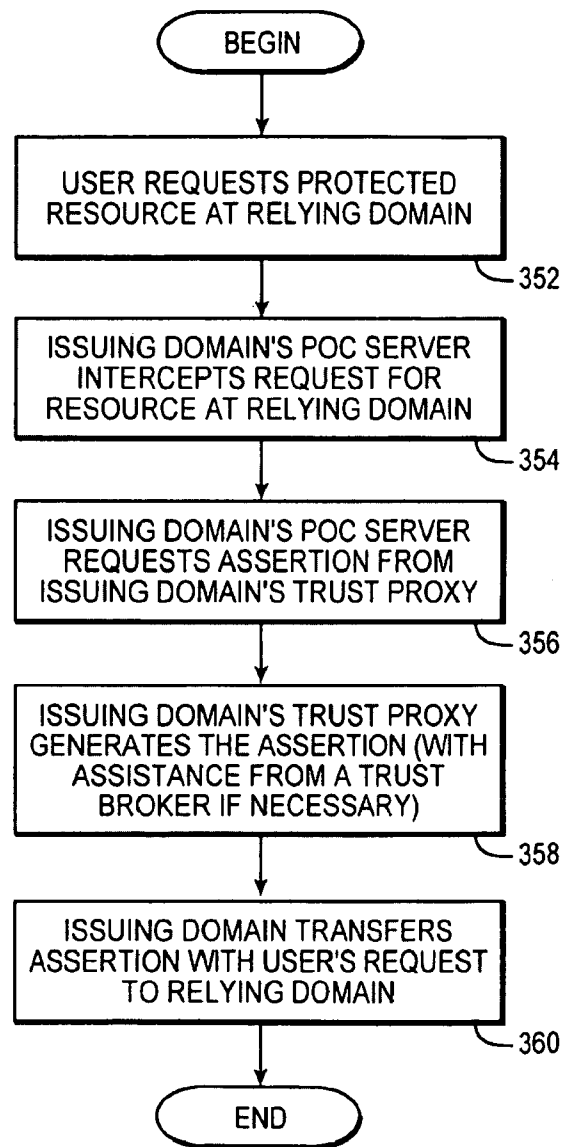 BEGIN
USER REQUESTS PROTECTED
RESOURCE AT RELYING DOMAIN
352
ISSUING DOMAIN'S POC SERVER
INTERCEPTS REQUEST FOR
RESOURCE AT RELYING DOMAIN
354
ISSUING DOMAIN'S POC SERVER
REQUESTS ASSERTION FROM
ISSUING DOMAIN'S TRUST PROXY
356
ISSUING DOMAIN'S TRUST PROXY
GENERATES THE ASSERTION (WITH
ASSISTANCE FROM A TRUST
BROKER IF NECESSARY)
358
ISSUING DOMAIN TRANSFERS
ASSERTION WITH USER'S REQUEST
TO RELYING DOMAIN
360
END